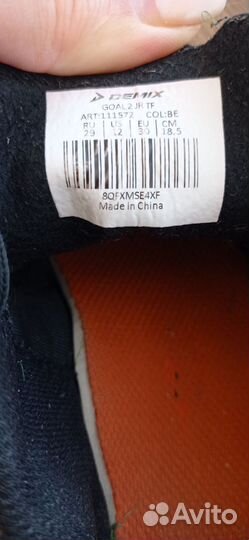 DEMIX
GOAL 2 JR TF
ART:111572 COL:BE
RU US EU CM
29 12 30 18.5
8QFXMSE4XF
Made in China
Avito